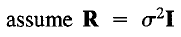 assume R = σ²I